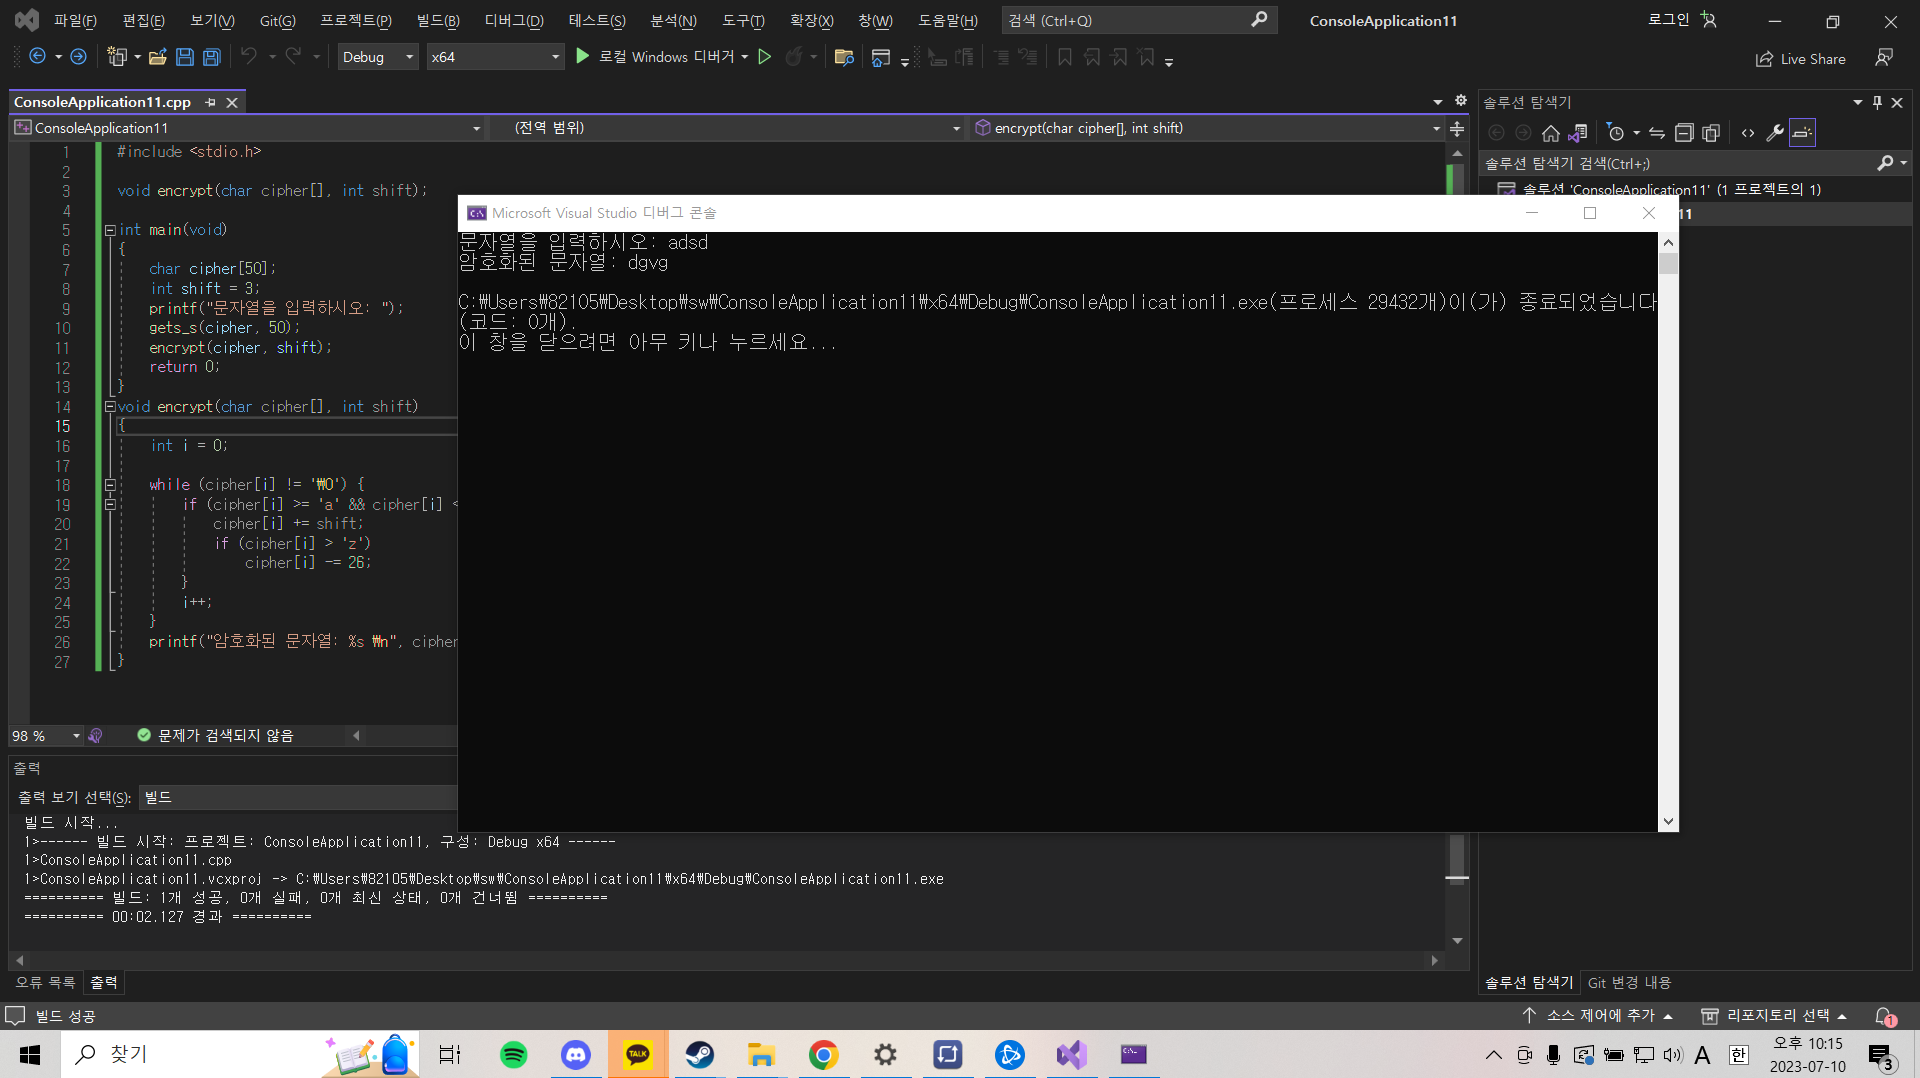 파일(F) 편집(E) 보기(V) Git(G) 프로젝트(P) 빌드(B) 디버그(D) 테스트(S) 분석(N) 도구(T) 확장(X) 창(W) 도움말(H) 검색 (Ctrl+Q) ConsoleApplication11 로그인
Debug x64 로컬 Windows 디버거 Live Share
ConsoleApplication11.cpp
ConsoleApplication11 (전역 범위) encrypt(char cipher[], int shift)
1 #include <stdio.h>
2
3 void encrypt(char cipher[], int shift);
4
5 int main(void)
6 {
7 char cipher[50];
8 int shift = 3;
9 printf("문자열을 입력하시오: ");
10 gets_s(cipher, 50);
11 encrypt(cipher, shift);
12 return 0;
13 }
14 void encrypt(char cipher[], int shift)
15 {
16 int i = 0;
17
18 while (cipher[i] != '₩0') {
19 if (cipher[i] >= 'a' && cipher[i] <
20 cipher[i] += shift;
21 if (cipher[i] > 'z')
22 cipher[i] -= 26;
23 }
24 i++;
25 }
26 printf("암호화된 문자열: %s ₩n", cipher
27 }
98 % 문제가 검색되지 않음
Microsoft Visual Studio 디버그 콘솔
문자열을 입력하시오: adsd
암호화된 문자열: dgvg
C:₩Users₩82105₩Desktop₩sw₩ConsoleApplication11₩x64₩Debug₩ConsoleApplication11.exe(프로세스 29432개)이(가) 종료되었습니다
(코드: 0개).
이 창을 닫으려면 아무 키나 누르세요...
솔루션 탐색기
솔루션 탐색기 검색(Ctrl+;)
솔루션 'ConsoleApplication11' (1 프로젝트의 1)
11
출력
출력 보기 선택(S): 빌드
빌드 시작...
1>------ 빌드 시작: 프로젝트: ConsoleApplication11, 구성: Debug x64 ------
1>ConsoleApplication11.cpp
1>ConsoleApplication11.vcxproj -> C:₩Users₩82105₩Desktop₩sw₩ConsoleApplication11₩x64₩Debug₩ConsoleApplication11.exe
========== 빌드: 1개 성공, 0개 실패, 0개 최신 상태, 0개 건너뜀 ==========
========== 00:02.127 경과 ==========
오류 목록 출력
솔루션 탐색기 Git 변경 내용
빌드 성공 소스 제어에 추가 리포지토리 선택 1
찾기 TALK A 한 오후 10:15
2023-07-10 3